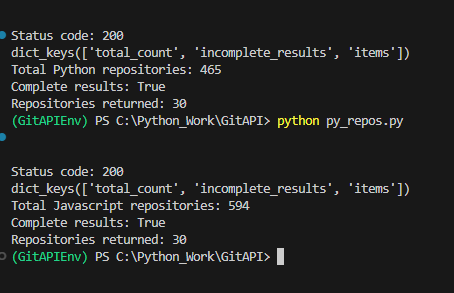 Status code: 200
dict_keys(['total_count', 'incomplete_results', 'items'])
Total Python repositories: 465
Complete results: True
Repositories returned: 30
(GitAPIEnv) PS C:\Python_Work\GitAPI> python py_repos.py
Status code: 200
dict_keys(['total_count', 'incomplete_results', 'items'])
Total Javascript repositories: 594
Complete results: True
Repositories returned: 30
(GitAPIEnv) PS C:\Python_Work\GitAPI>